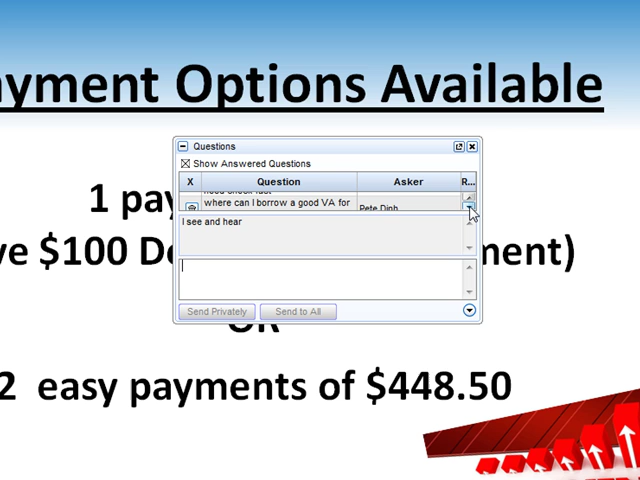 yment Options Available
Questions
Show Answered Questions
X Question Asker R...
where can I borrow a good VA for
Pete Dinh
1 pay
I see and hear
ve $100 De ment)
Send Privately Send to All
OR
2 easy payments of $448.50